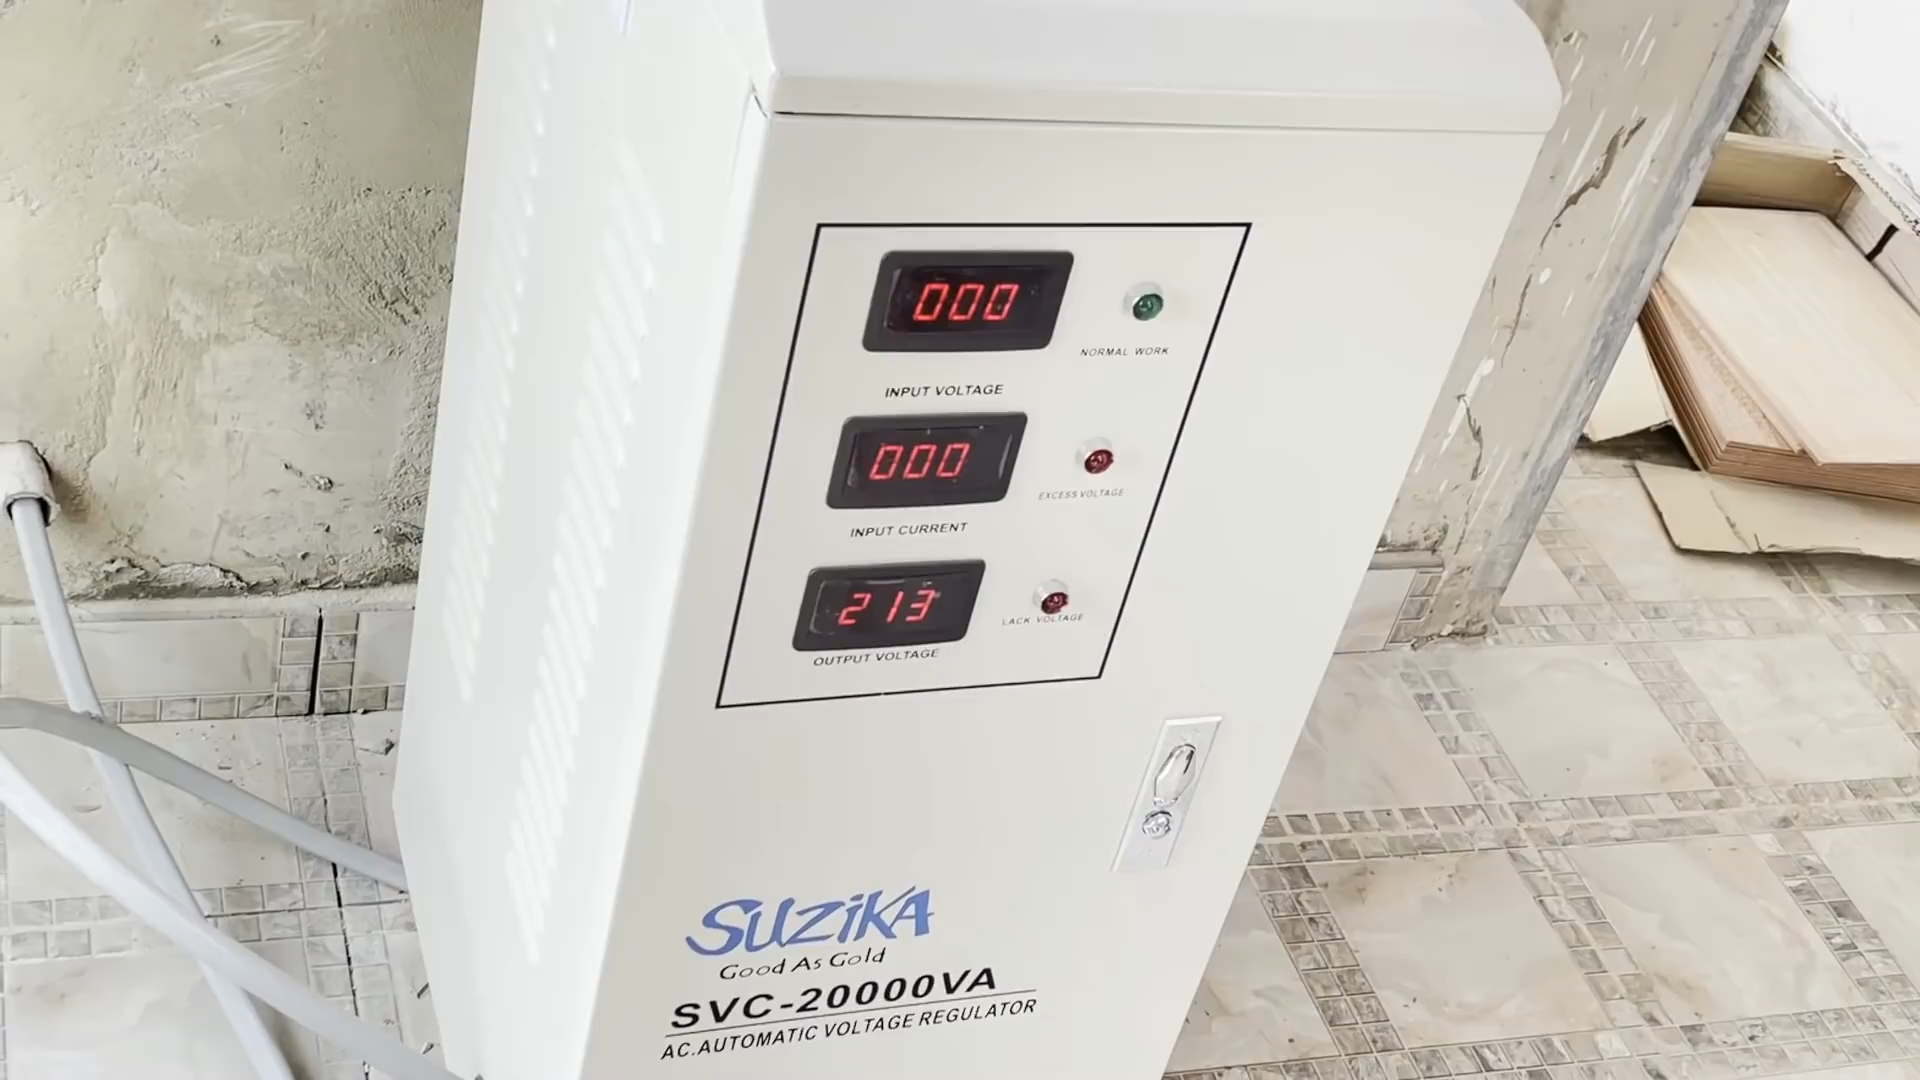 000
NORMAL WORK
INPUT VOLTAGE
000
EXCESS VOLTAGE
INPUT CURRENT
213
LACK VOLTAGE
OUTPUT VOLTAGE
SUZiKA
Good As Gold
SVC-20000VA
AC.AUTOMATIC VOLTAGE REGULATOR